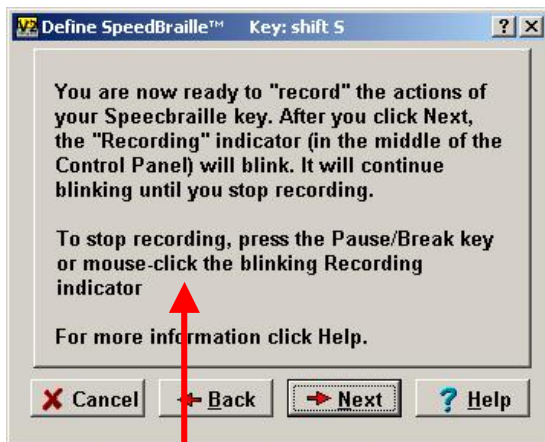 V2 Define SpeedBraille™ Key: shift S ? X
You are now ready to "record" the actions of
your Speecbraille key. After you click Next,
the "Recording" indicator (in the middle of the
Control Panel) will blink. It will continue
blinking until you stop recording.
To stop recording, press the Pause/Break key
or mouse-click the blinking Recording
indicator
For more information click Help.
Cancel Back Next ? Help